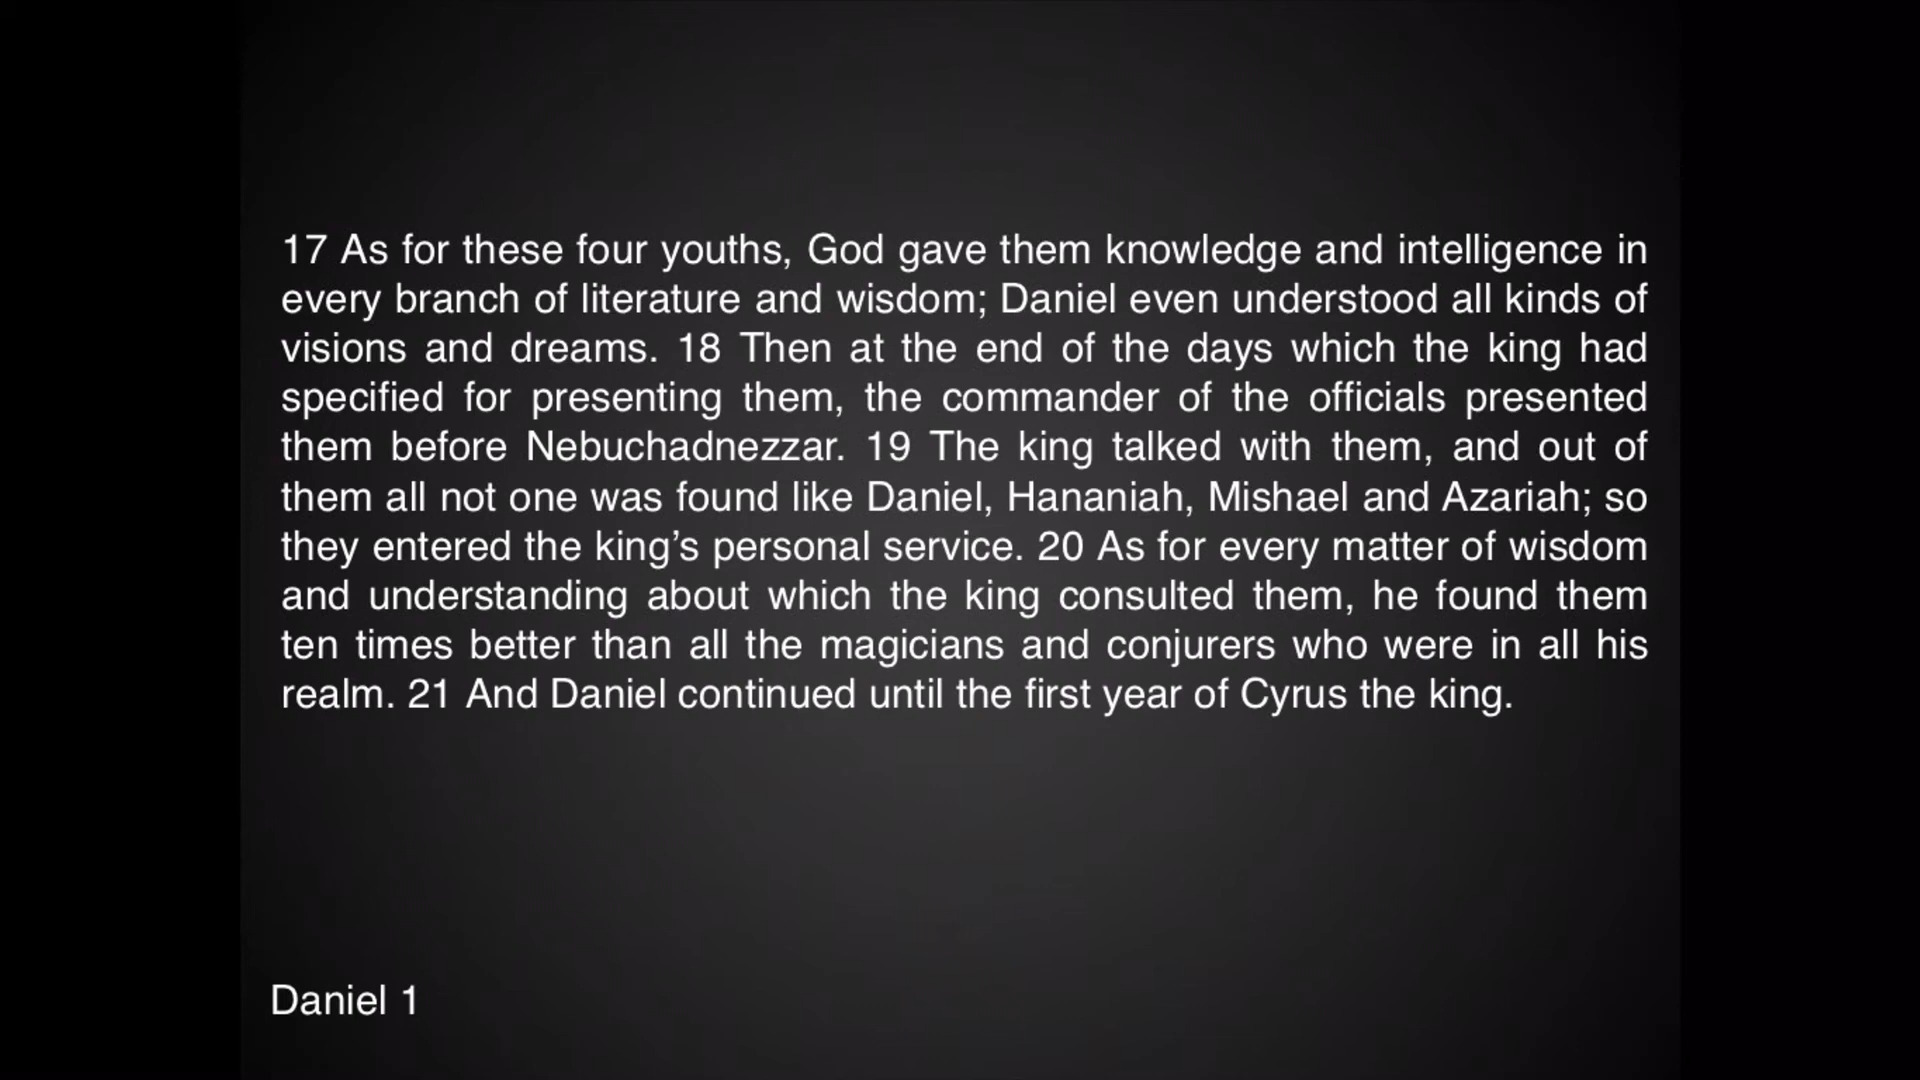 17 As for these four youths, God gave them knowledge and intelligence in
every branch of literature and wisdom; Daniel even understood all kinds of
visions and dreams. 18 Then at the end of the days which the king had
specified for presenting them, the commander of the officials presented
them before Nebuchadnezzar. 19 The king talked with them, and out of
them all not one was found like Daniel, Hananiah, Mishael and Azariah; so
they entered the king’s personal service. 20 As for every matter of wisdom
and understanding about which the king consulted them, he found them
ten times better than all the magicians and conjurers who were in all his
realm. 21 And Daniel continued until the first year of Cyrus the king.
Daniel 1